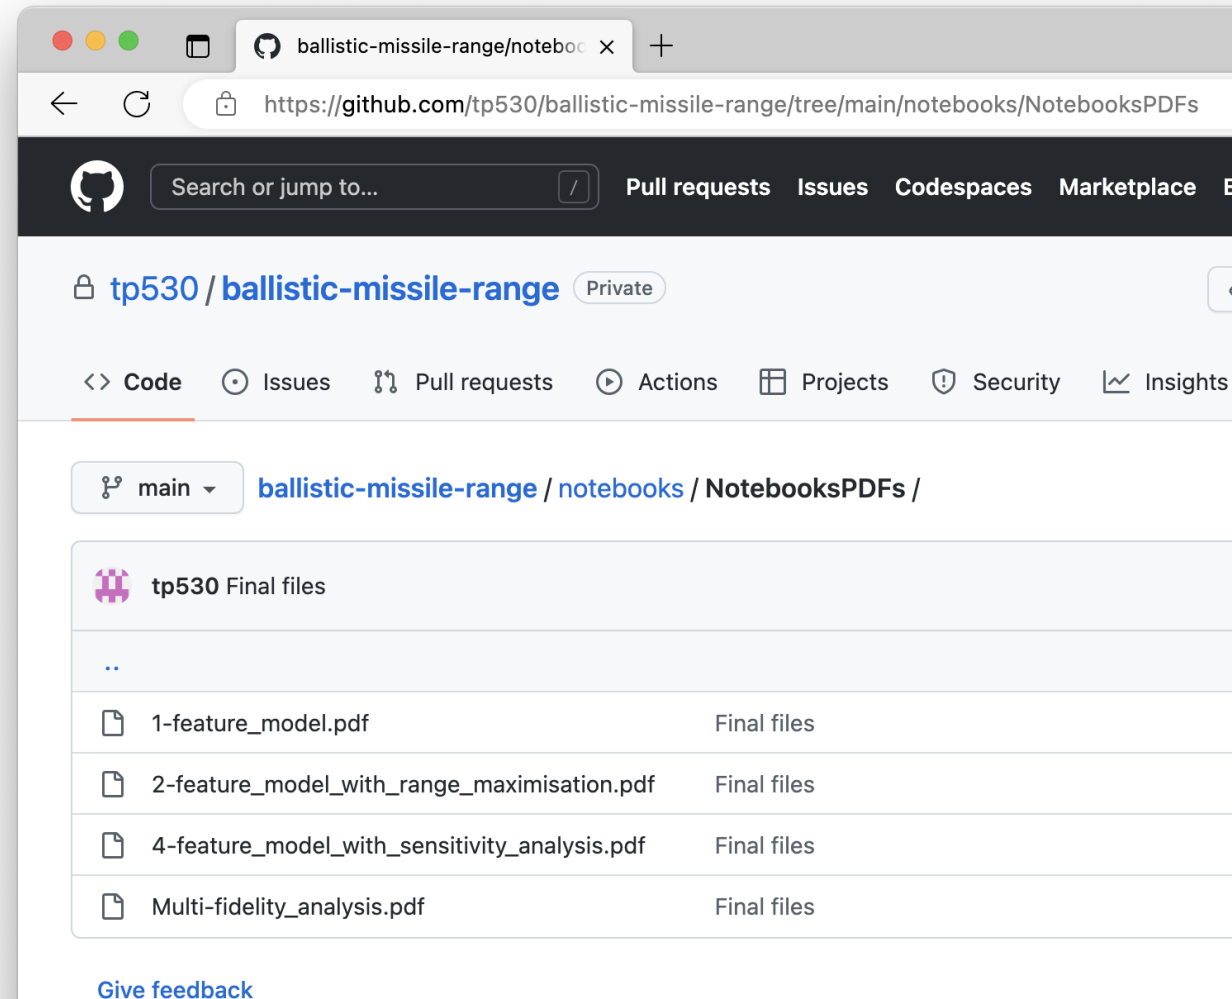 ballistic-missile-range/noteboo
https://github.com/tp530/ballistic-missile-range/tree/main/notebooks/NotebooksPDFs
Search or jump to... / Pull requests Issues Codespaces Marketplace
tp530 / ballistic-missile-range Private
<> Code Issues Pull requests Actions Projects Security Insights
main ballistic-missile-range / notebooks / NotebooksPDFs /
tp530 Final files
..
1-feature_model.pdf Final files
2-feature_model_with_range_maximisation.pdf Final files
4-feature_model_with_sensitivity_analysis.pdf Final files
Multi-fidelity_analysis.pdf Final files
Give feedback